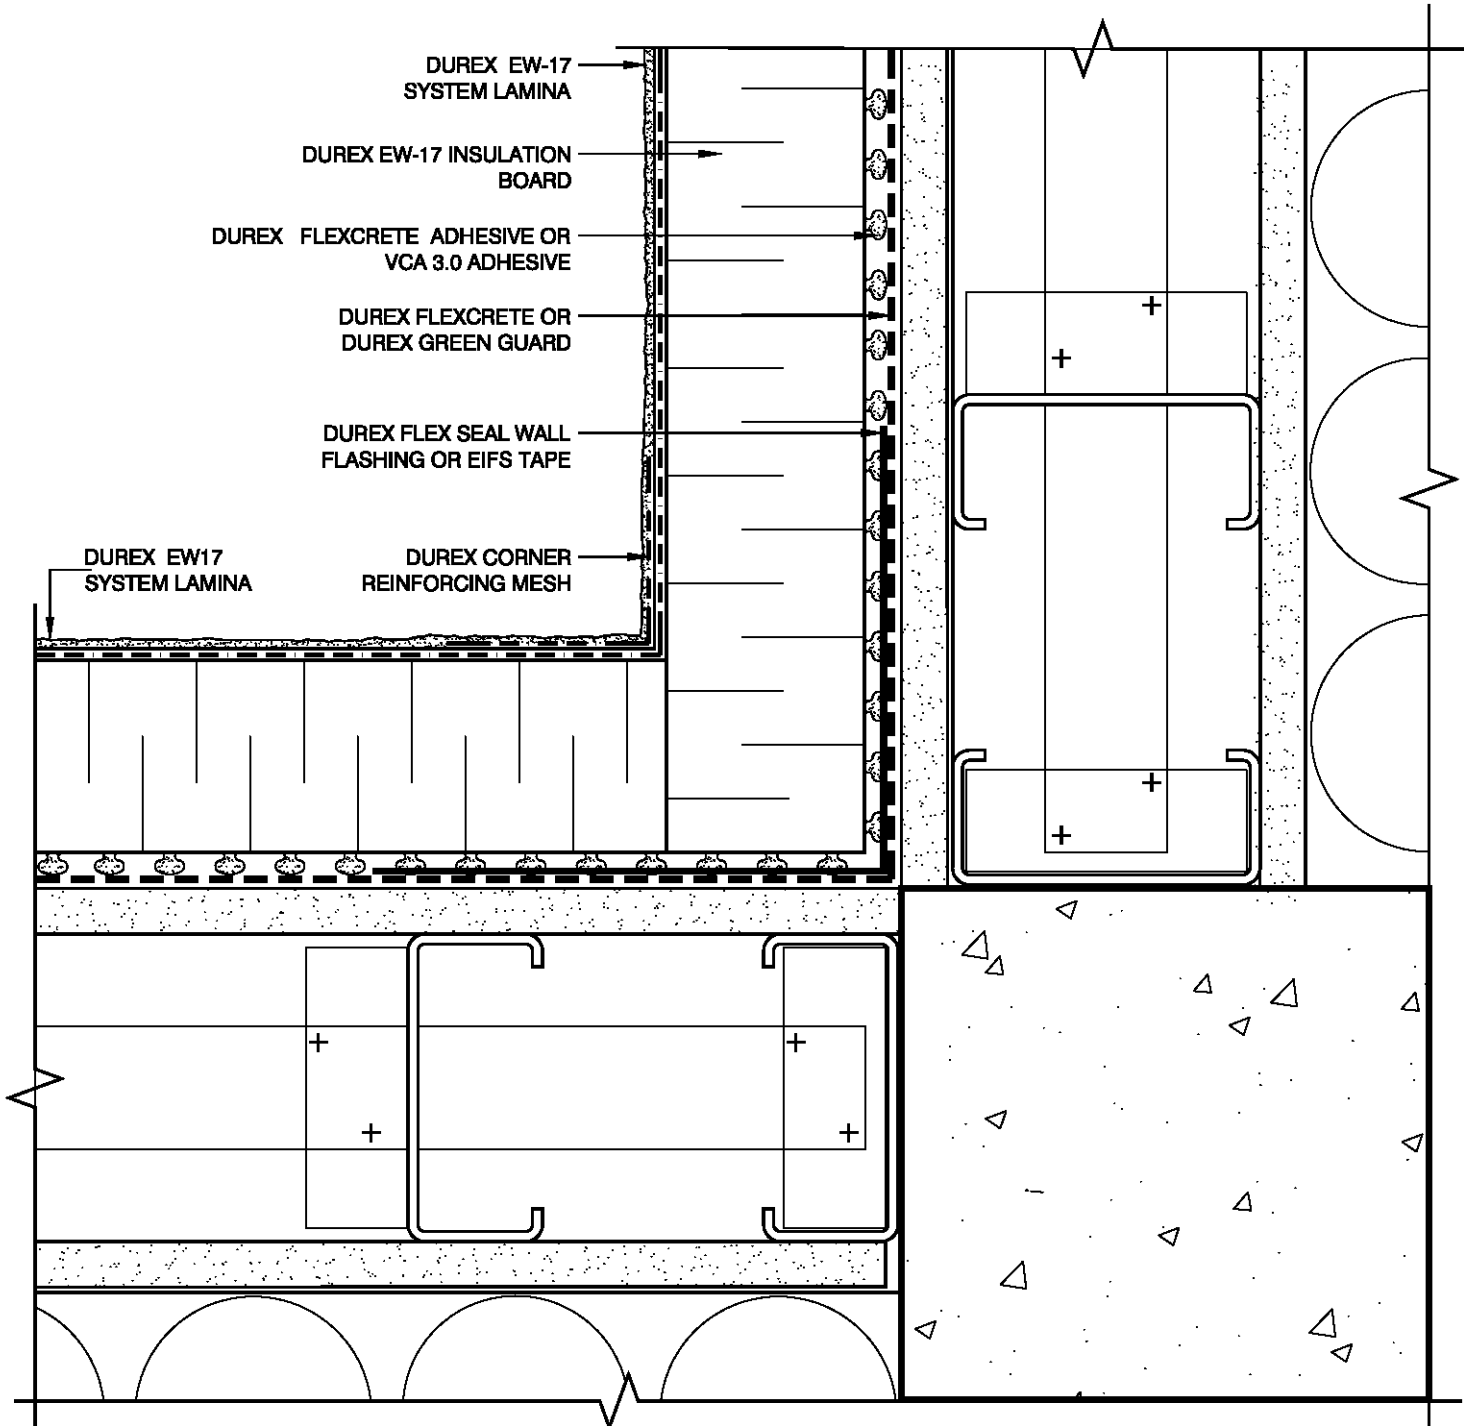 DUREX EW-17
SYSTEM LAMINA
DUREX EW-17 INSULATION
BOARD
DUREX FLEXCRETE ADHESIVE OR
VCA 3.0 ADHESIVE
DUREX FLEXCRETE OR
DUREX GREEN GUARD
DUREX FLEX SEAL WALL
FLASHING OR EIFS TAPE
DUREX EW17
SYSTEM LAMINA
DUREX CORNER
REINFORCING MESH